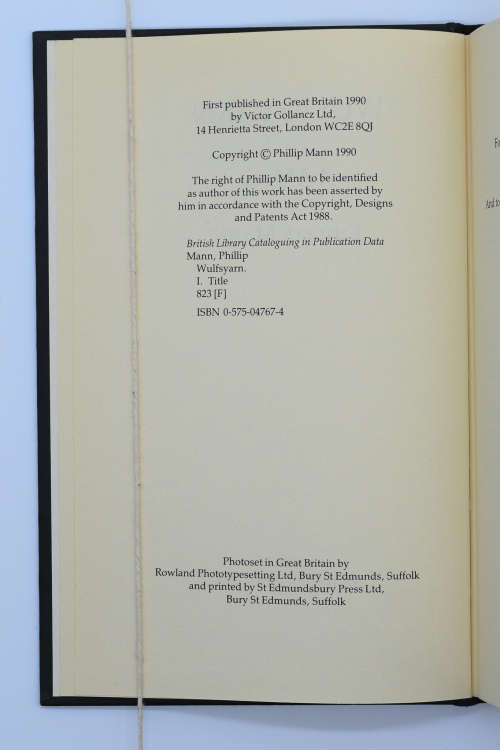 First published in Great Britain 1990
by Victor Gollancz Ltd,
14 Henrietta Street, London WC2E 8QJ
Copyright © Phillip Mann 1990
The right of Phillip Mann to be identified
as author of this work has been asserted by
him in accordance with the Copyright, Designs
and Patents Act 1988.
British Library Cataloguing in Publication Data
Mann, Phillip
Wulfsyarn.
I. Title
823 [F]
ISBN 0-575-04767-4
Photoset in Great Britain by
Rowland Phototypesetting Ltd, Bury St Edmunds, Suffolk
and printed by St Edmundsbury Press Ltd,
Bury St Edmunds, Suffolk